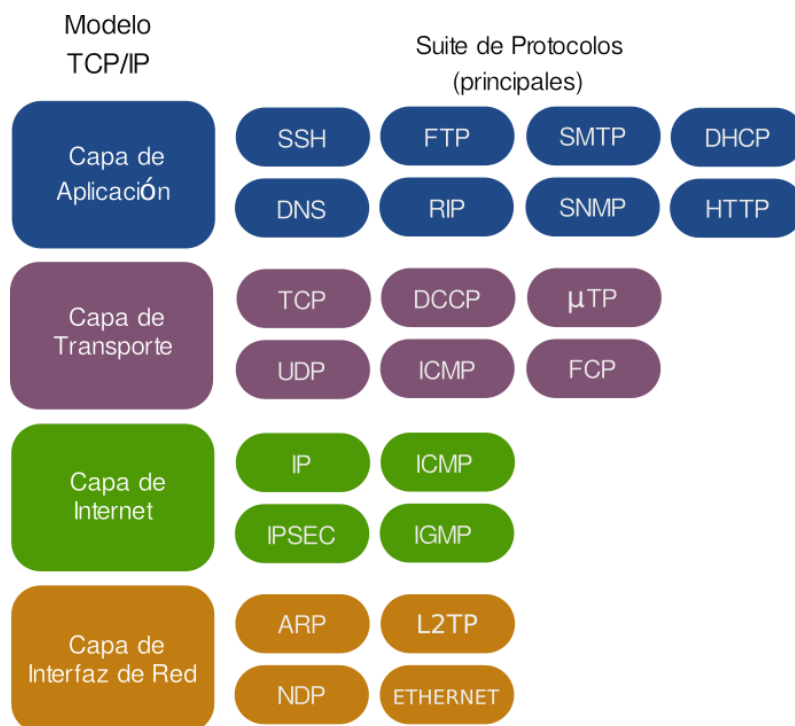 Modelo
TCP/IP
Suite de Protocolos
(principales)
Capa de
Aplicación
SSH
FTP
SMTP
DHCP
DNS
RIP
SNMP
HTTP
Capa de
Transporte
TCP
DCCP
µTP
UDP
ICMP
FCP
Capa de
Internet
IP
ICMP
IPSEC
IGMP
Capa de
Interfaz de Red
ARP
L2TP
NDP
ETHERNET